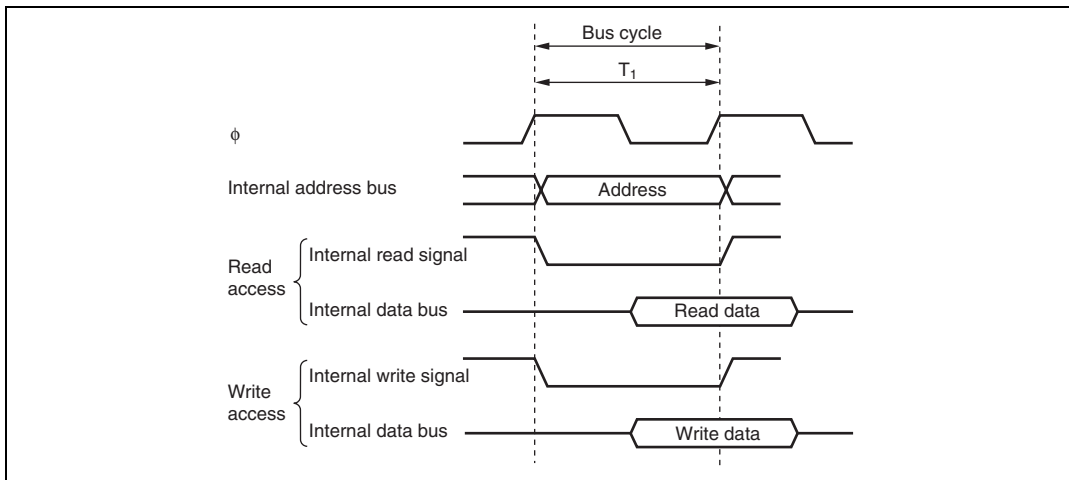 Bus cycle
T₁
ϕ
Internal address bus
Address
Read
access
Internal read signal
Internal data bus
Read data
Write
access
Internal write signal
Internal data bus
Write data